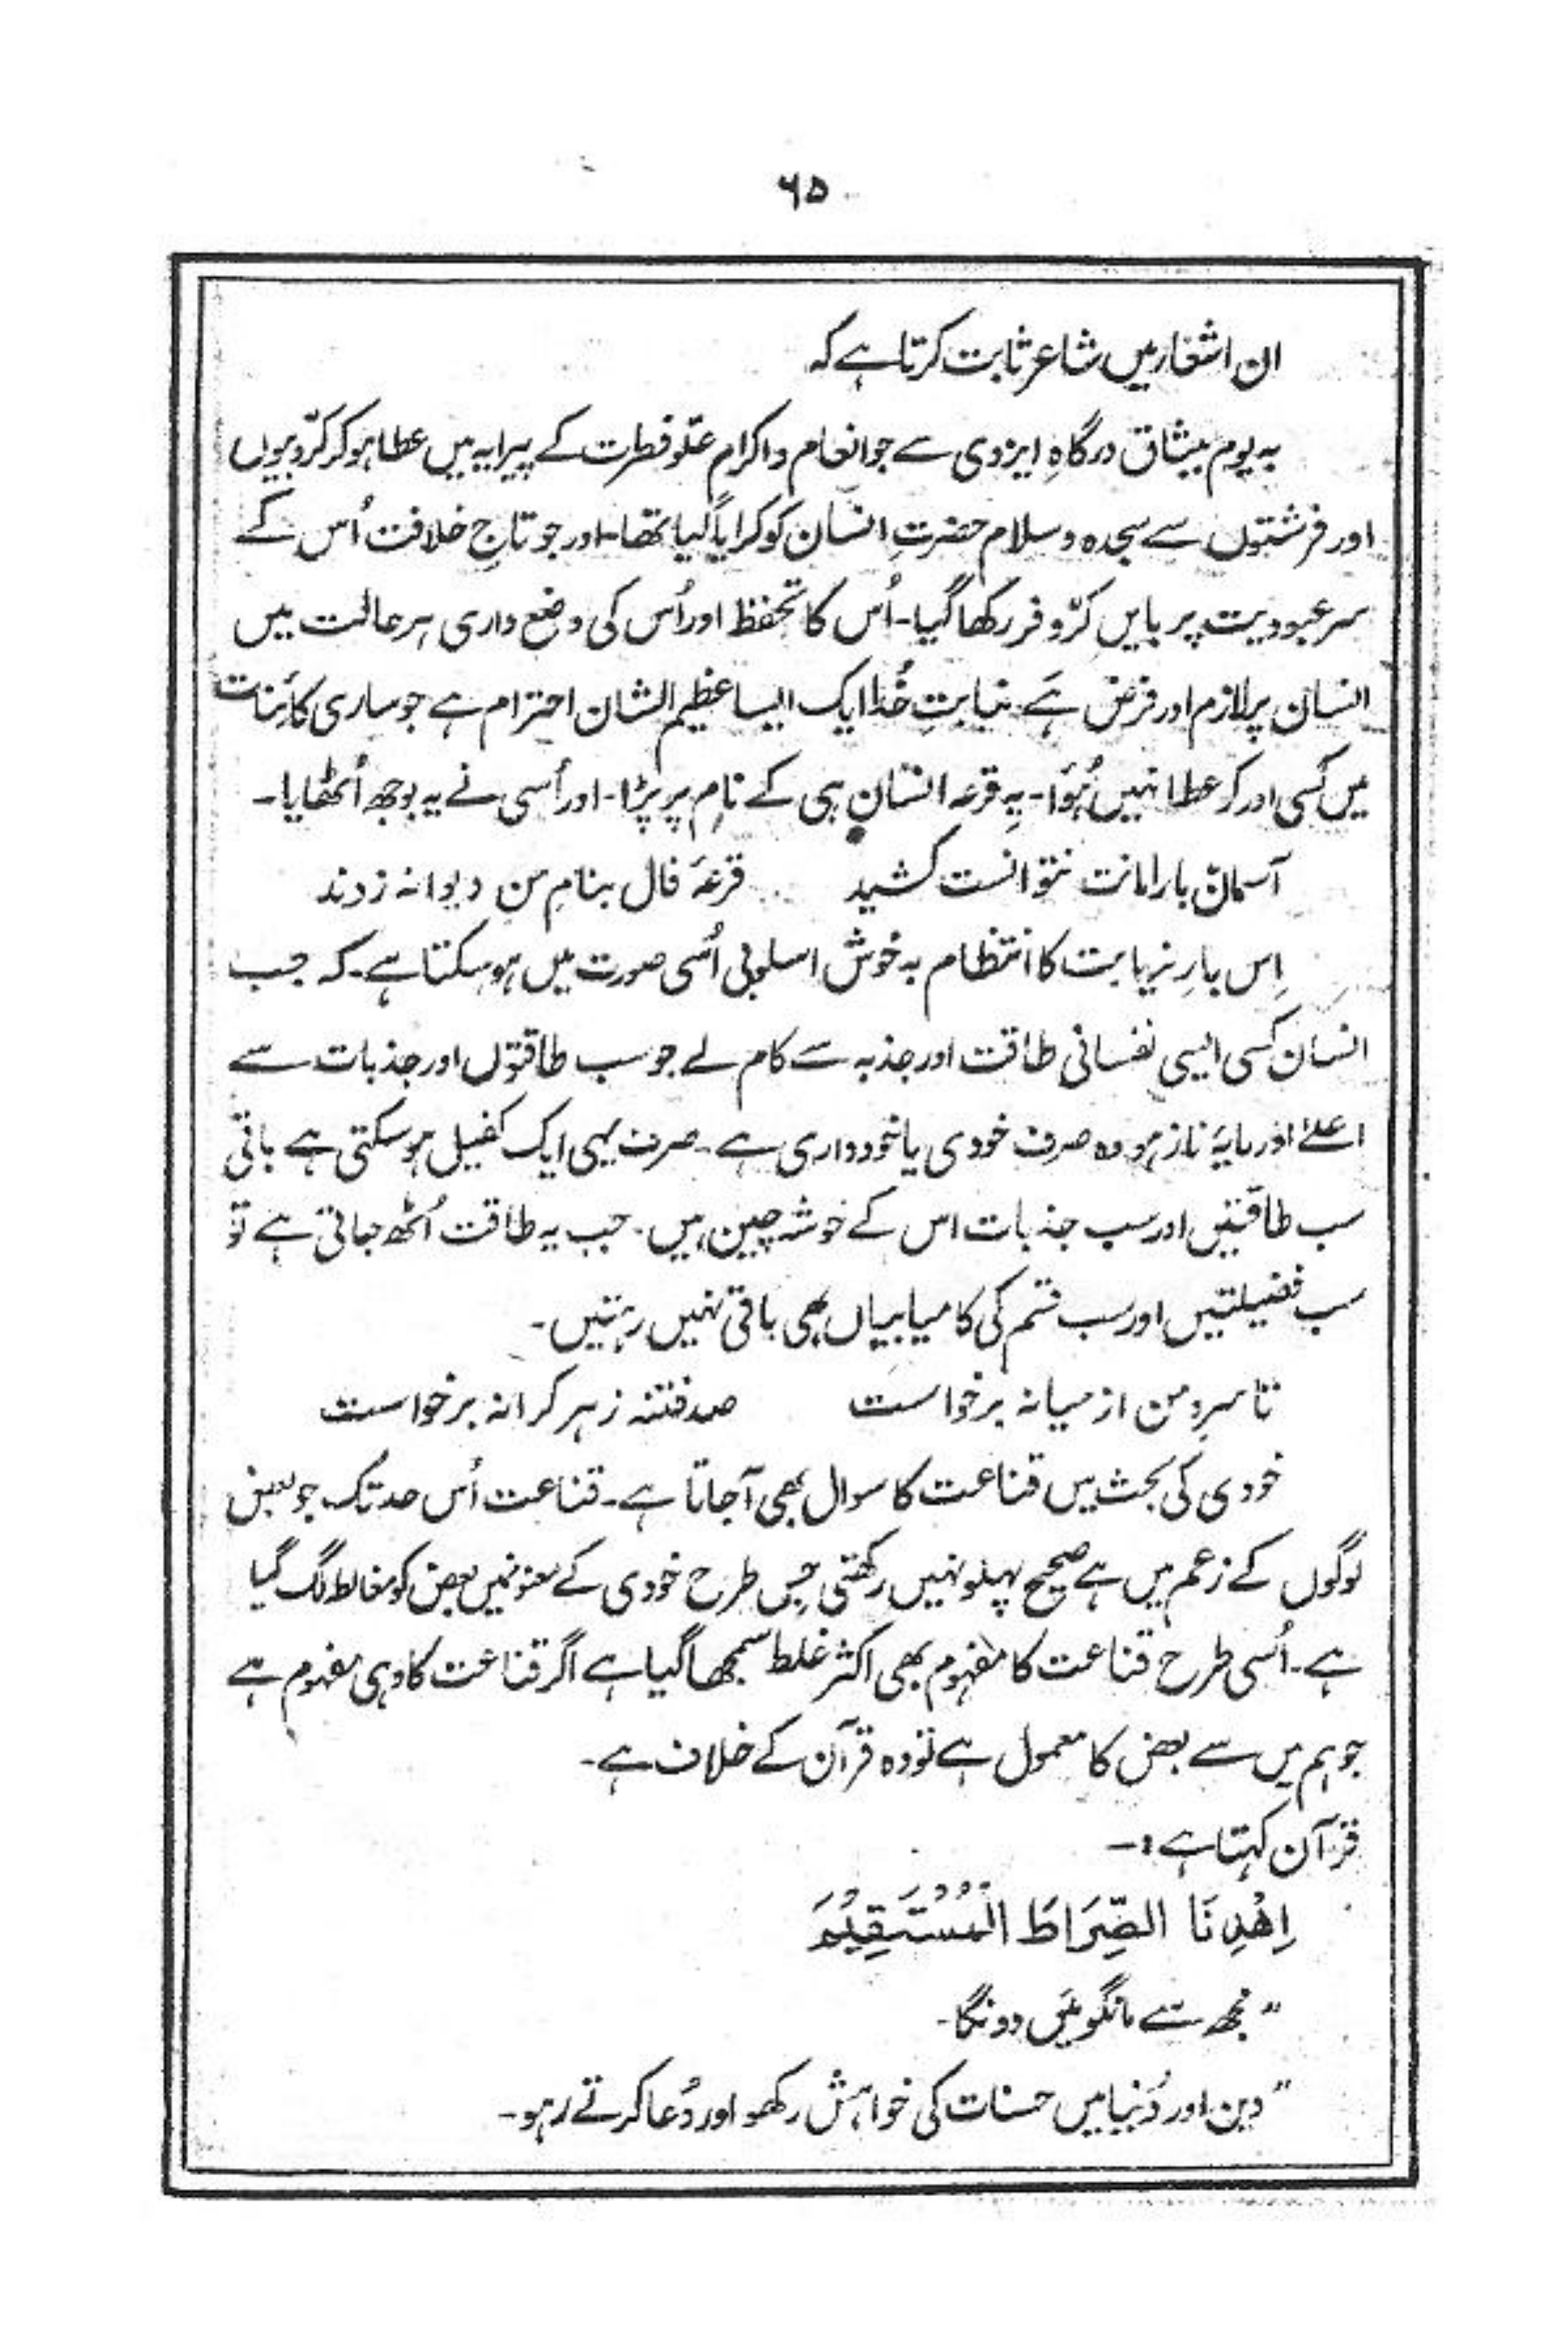 ۶۵
ان اشعار میں شاعر ثابت کرتا ہے کہ
بہ یوم میثاق درگاہِ ایزدی سے جو انعام و اکرام علّوِ فطرت کے پیرایہ میں عطا ہو کر کرّوبیوں
اور فرشتوں سے سجدہ و سلام حضرتِ انسان کو کرایا گیا تھا۔ اور جو تاجِ خلافت اُس کے
سرِ عبودیت پر بایں کرّ و فر رکھا گیا۔ اُس کا تحفظ اور اُس کی وضع داری ہر حالت میں
انسان پر لازم اور فرض ہے۔ نیابتِ خُدا ایک ایسا عظیم الشان احترام ہے جو ساری کائنات
میں کسی اور کو عطا نہیں ہُوَا۔ یہ قرعہ انسان ہی کے نام پر پڑا۔ اور اُسی نے یہ بوجھ اُٹھایا۔
آسمان بارِ امانت نتوانست کشید قرعۂ فال بنامِ من دیوانہ زدند
اِس بارِ نیابت کا انتظام بہ خوش اسلوبی اُسی صورت میں ہو سکتا ہے۔ کہ جب
انسان کسی ایسی نفسانی طاقت اور جذبہ سے کام لے جو سب طاقتوں اور جذبات سے
اعلےٰ اور مایۂ ناز ہو وہ صرف خودی یا خودداری ہے۔ صرف یہی ایک کفیل ہو سکتی ہے باقی
سب طاقتیں اور سب جذبات اس کے خوشہ چین ہیں۔ جب یہ طاقت اُٹھ جاتی ہے تو
سب فضیلتیں اور سب قسم کی کامیابیاں بھی باقی نہیں رہتیں۔
تا سروِ من از میانہ برخواست صد فتنہ زہر کرانہ برخواست
خودی کی بحث میں قناعت کا سوال بھی آ جاتا ہے۔ قناعت اُس حد تک جو بعض
لوگوں کے زعم میں ہے صحیح پہلو نہیں رکھتی جس طرح خودی کے معنو نمیں بعض کو مغالطہ لگ گیا
ہے۔ اُسی طرح قناعت کا مفہوم بھی اکثر غلط سمجھا گیا ہے اگر قناعت کا وہی مفہوم ہے
جو ہم میں سے بعض کا معمول ہے تو وہ قرآن کے خلاف ہے۔
قرآن کہتا ہے :۔
اِهْدِنَا الصِّرَاطَ الْمُسْتَقِيْمَ
"مجھ سے مانگو مَیں دونگا۔
"دین اور دُنیا میں حسنات کی خواہش رکھو اور دُعا کرتے رہو۔